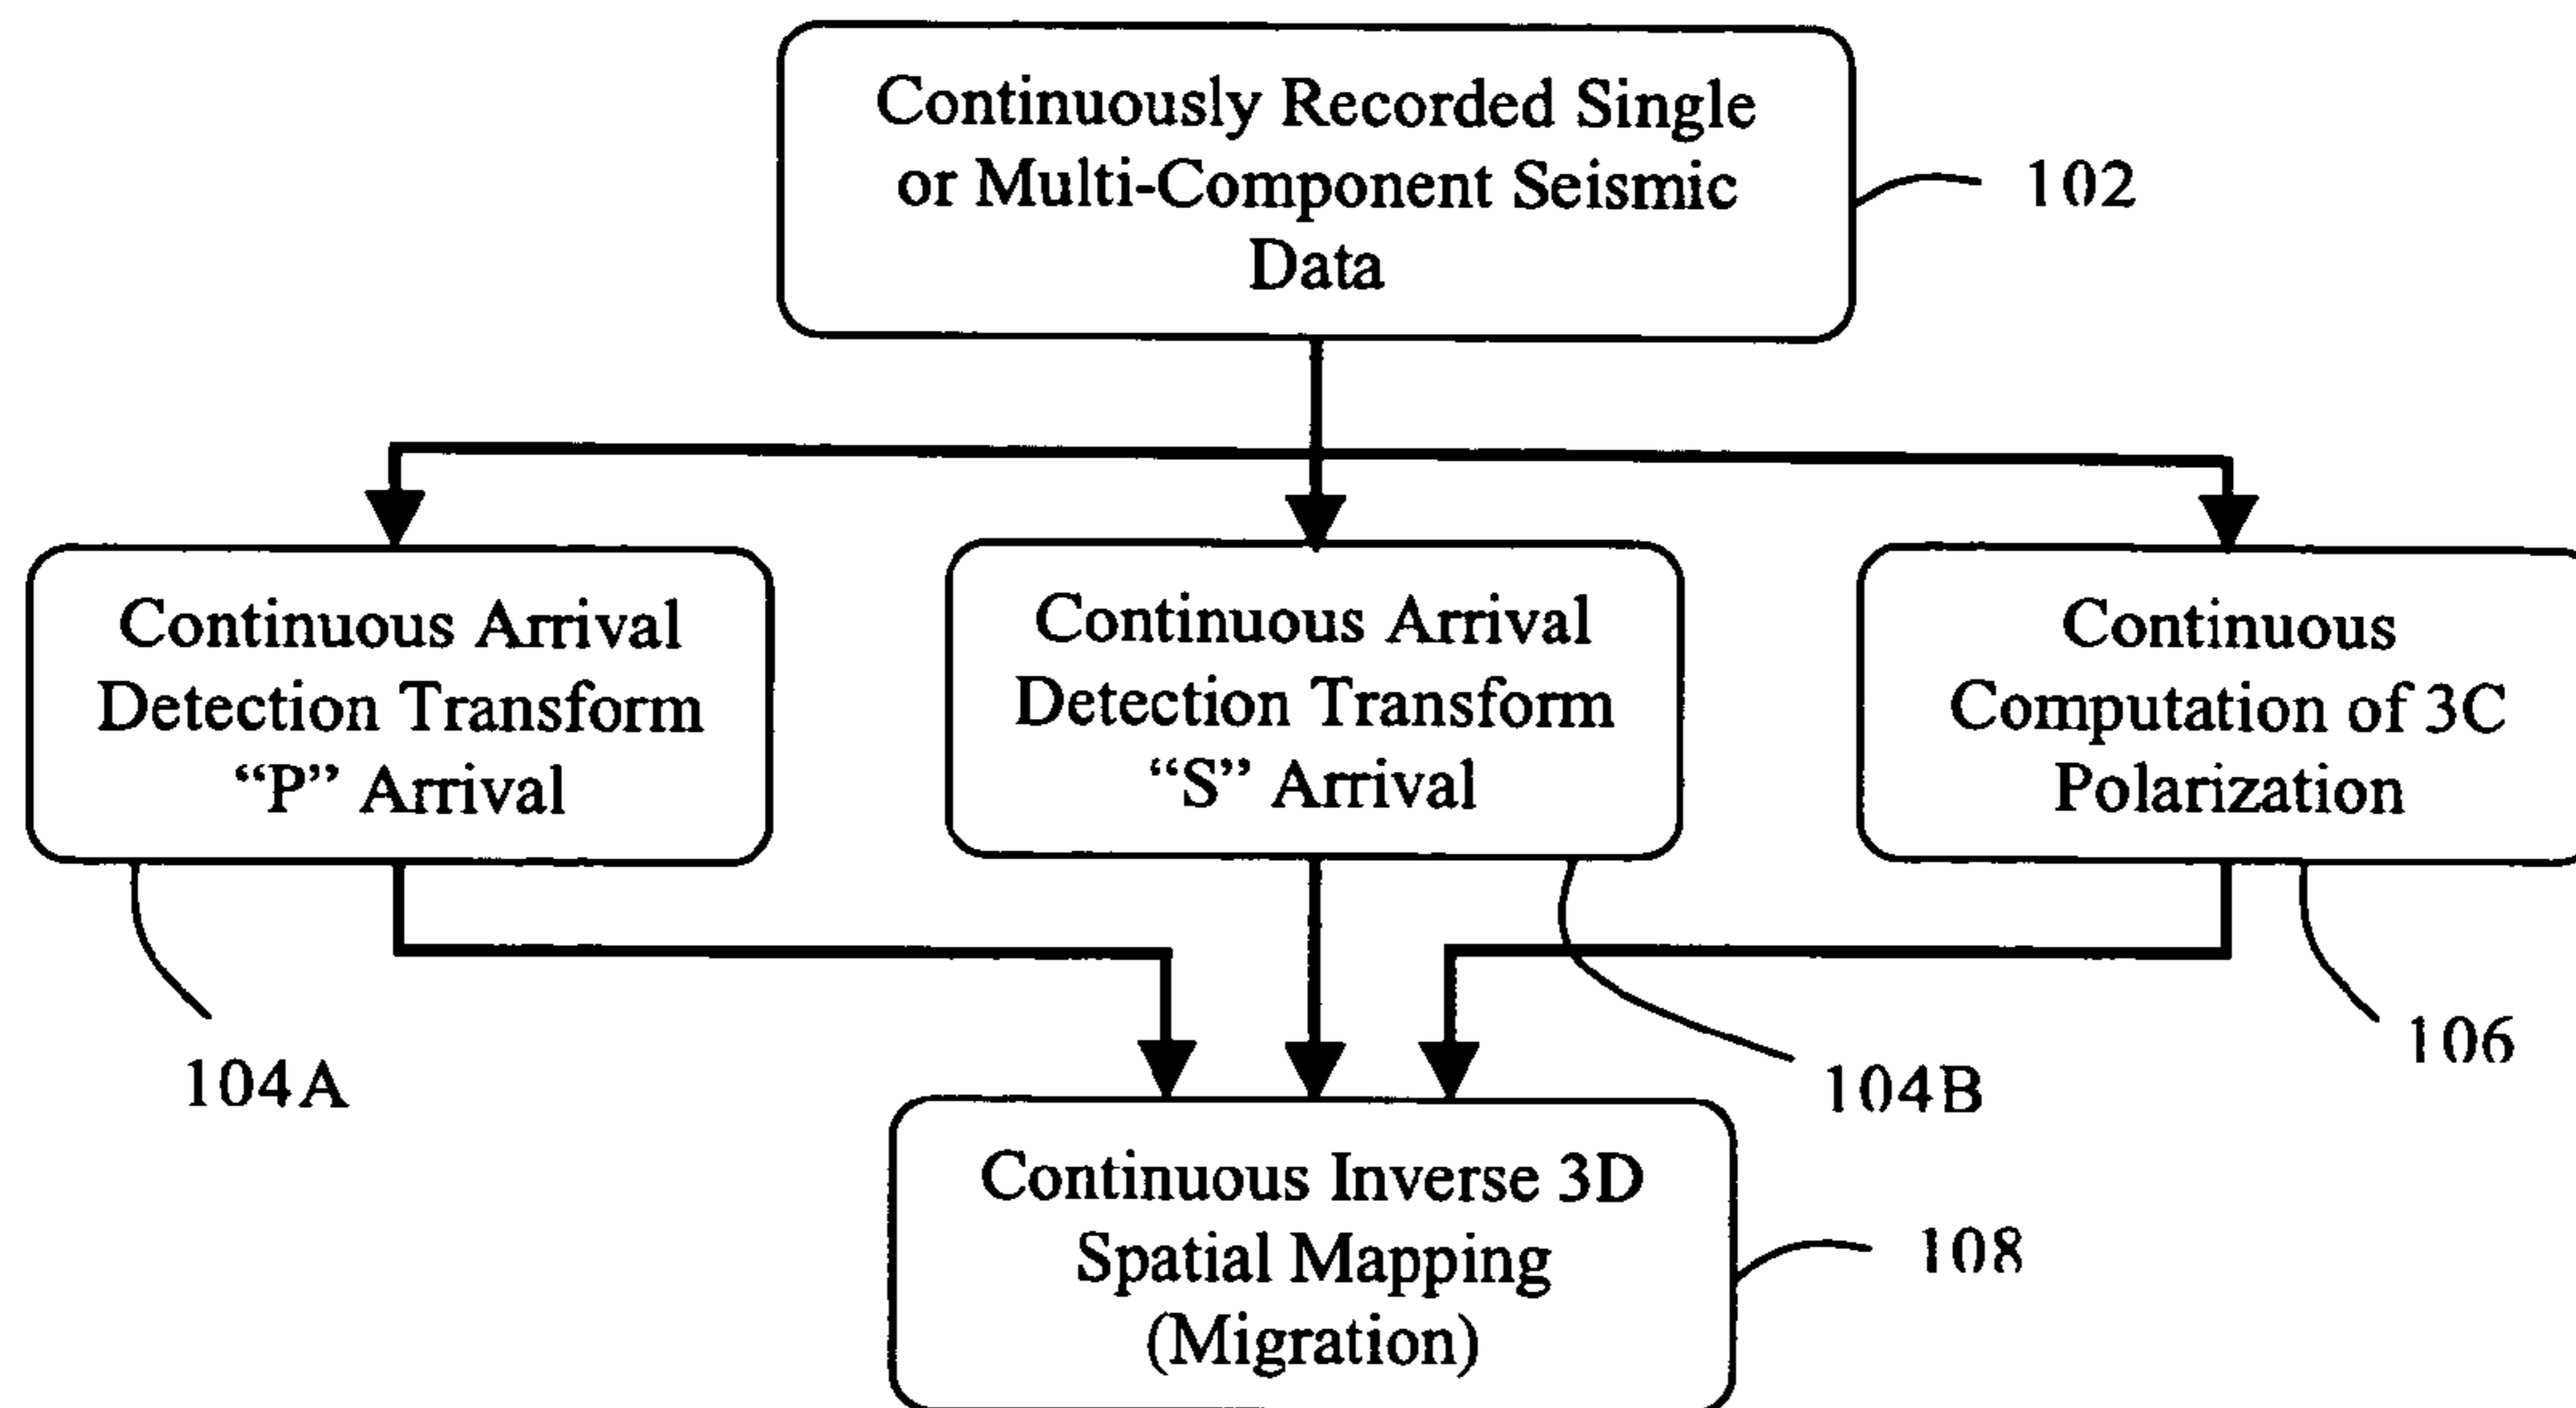 Continuously Recorded Single
or Multi-Component Seismic
Data
102
Continuous Arrival
Detection Transform
“P” Arrival
Continuous Arrival
Detection Transform
“S” Arrival
Continuous
Computation of 3C
Polarization
104A
104B
106
Continuous Inverse 3D
Spatial Mapping
(Migration)
108